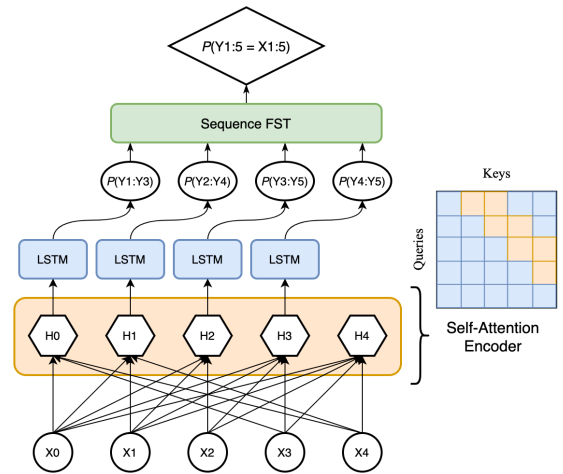 P(Y1:5 = X1:5)
Sequence FST
P(Y1:Y3)
P(Y2:Y4)
P(Y3:Y5)
P(Y4:Y5)
LSTM
LSTM
LSTM
LSTM
H0
H1
H2
H3
H4
X0
X1
X2
X3
X4
Keys
Queries
Self-Attention
Encoder